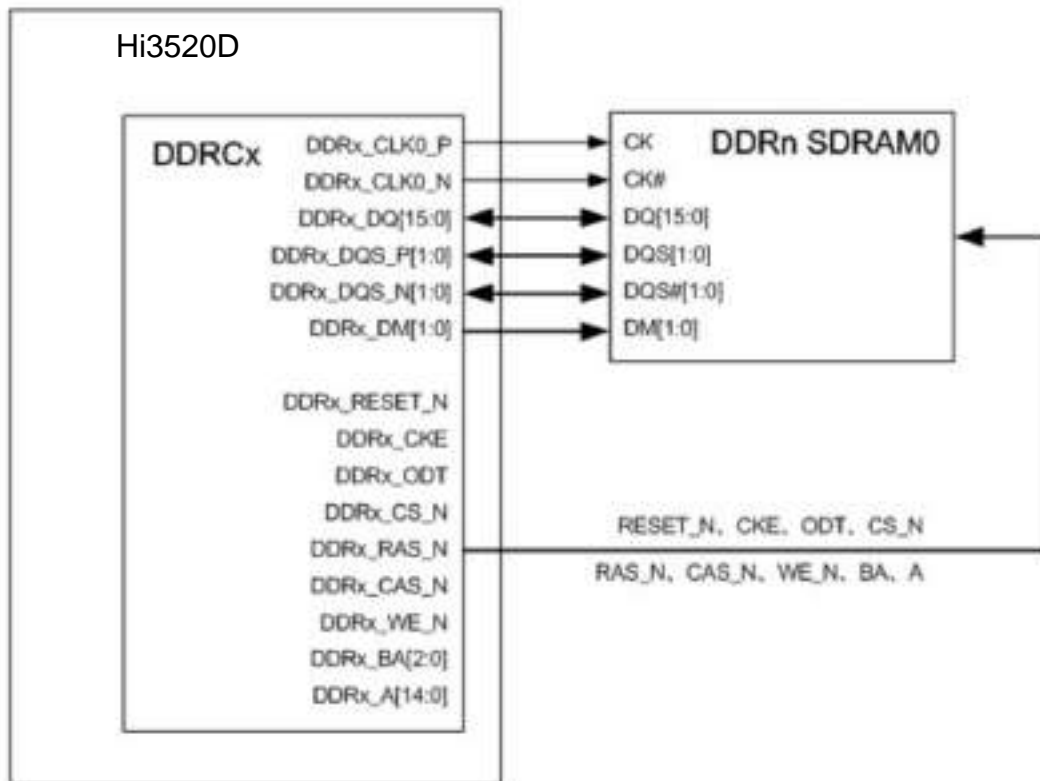 Hi3520D
DDRCx
DDRx_CLK0_P
DDRx_CLK0_N
DDRx_DQ[15:0]
DDRx_DQS_P[1:0]
DDRx_DQS_N[1:0]
DDRx_DM[1:0]
DDRx_RESET_N
DDRx_CKE
DDRx_ODT
DDRx_CS_N
DDRx_RAS_N
DDRx_CAS_N
DDRx_WE_N
DDRx_BA[2:0]
DDRx_A[14:0]
DDRn SDRAM0
CK
CK#
DQ[15:0]
DQS[1:0]
DQS#[1:0]
DM[1:0]
RESET_N、CKE、ODT、CS_N
RAS_N、CAS_N、WE_N、BA、A